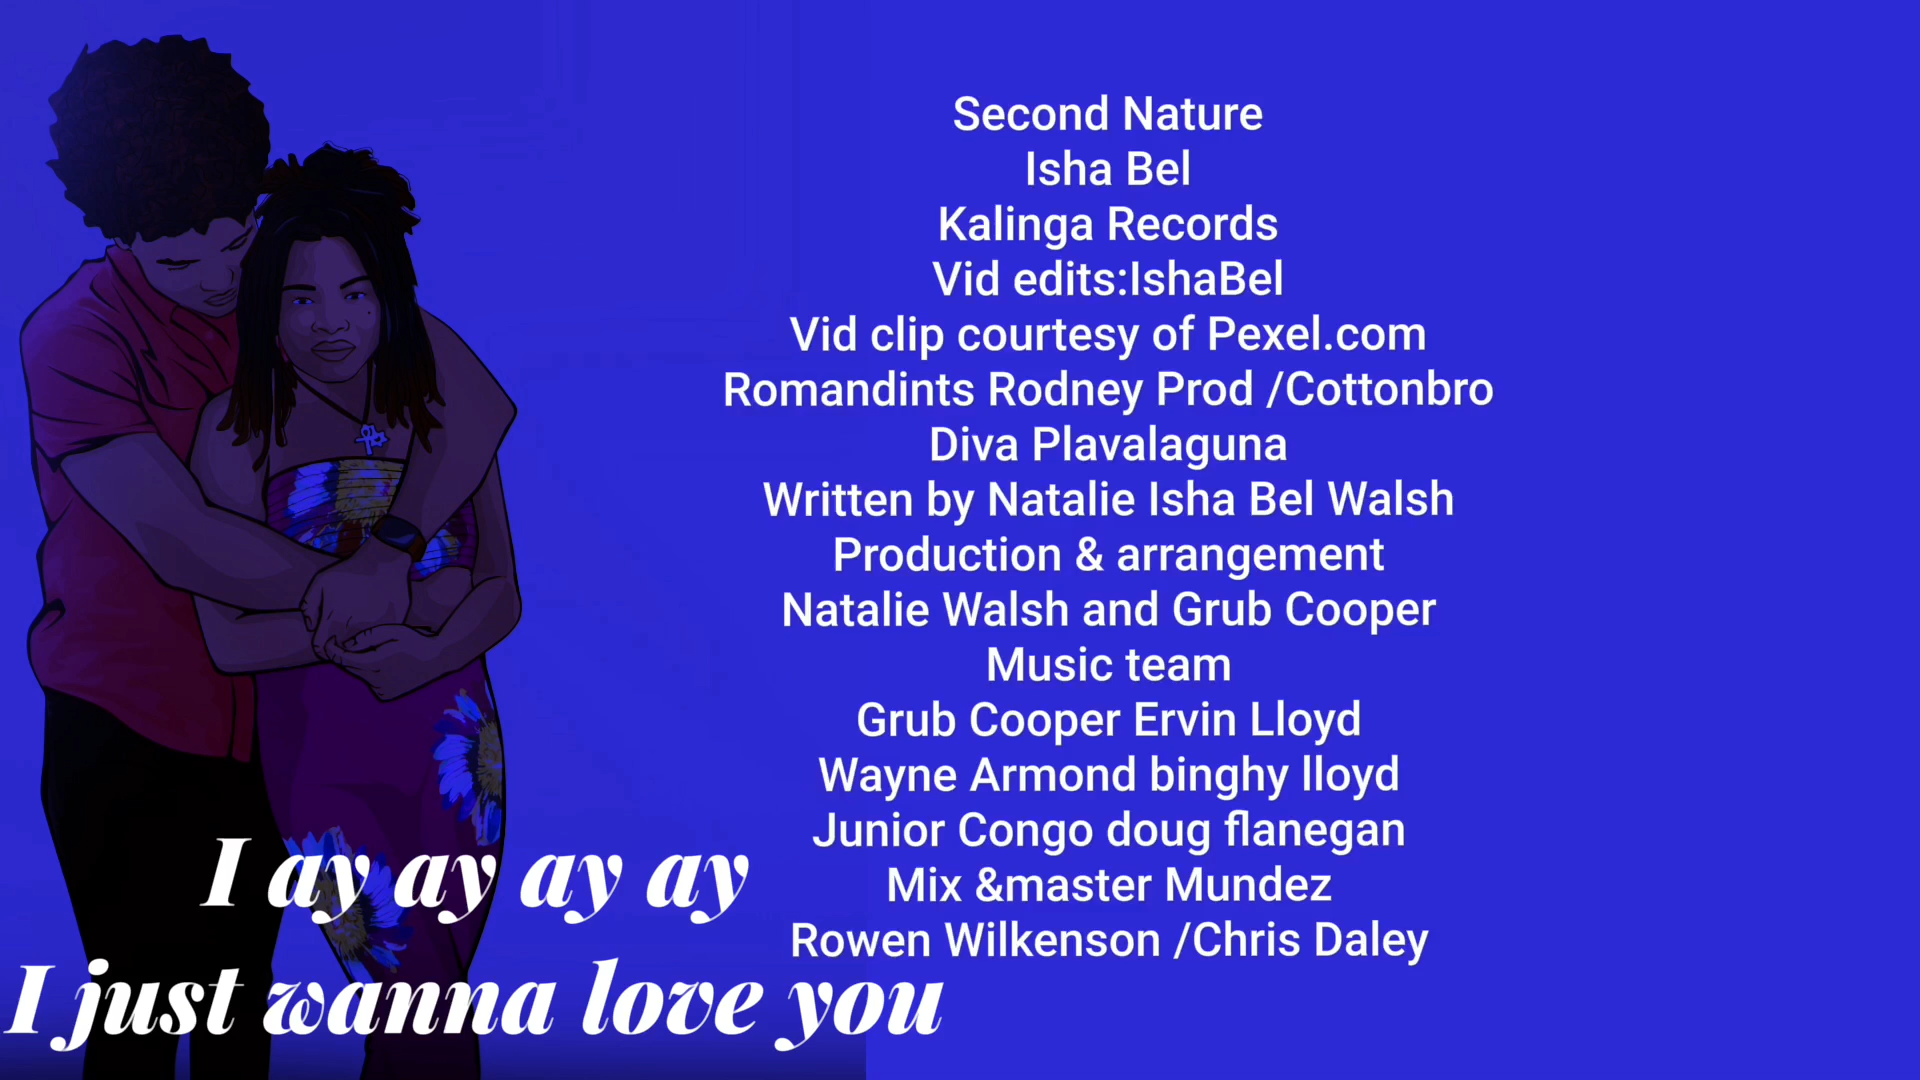 Second Nature
Isha Bel
Kalinga Records
Vid edits:IshaBel
Vid clip courtesy of Pexel.com
Romandints Rodney Prod /Cottonbro
Diva Plavalaguna
Written by Natalie Isha Bel Walsh
Production & arrangement
Natalie Walsh and Grub Cooper
Music team
Grub Cooper Ervin Lloyd
Wayne Armond binghy lloyd
Junior Congo doug flanegan
Mix &master Mundez
Rowen Wilkenson /Chris Daley
I ay ay ay ay
I just wanna love you